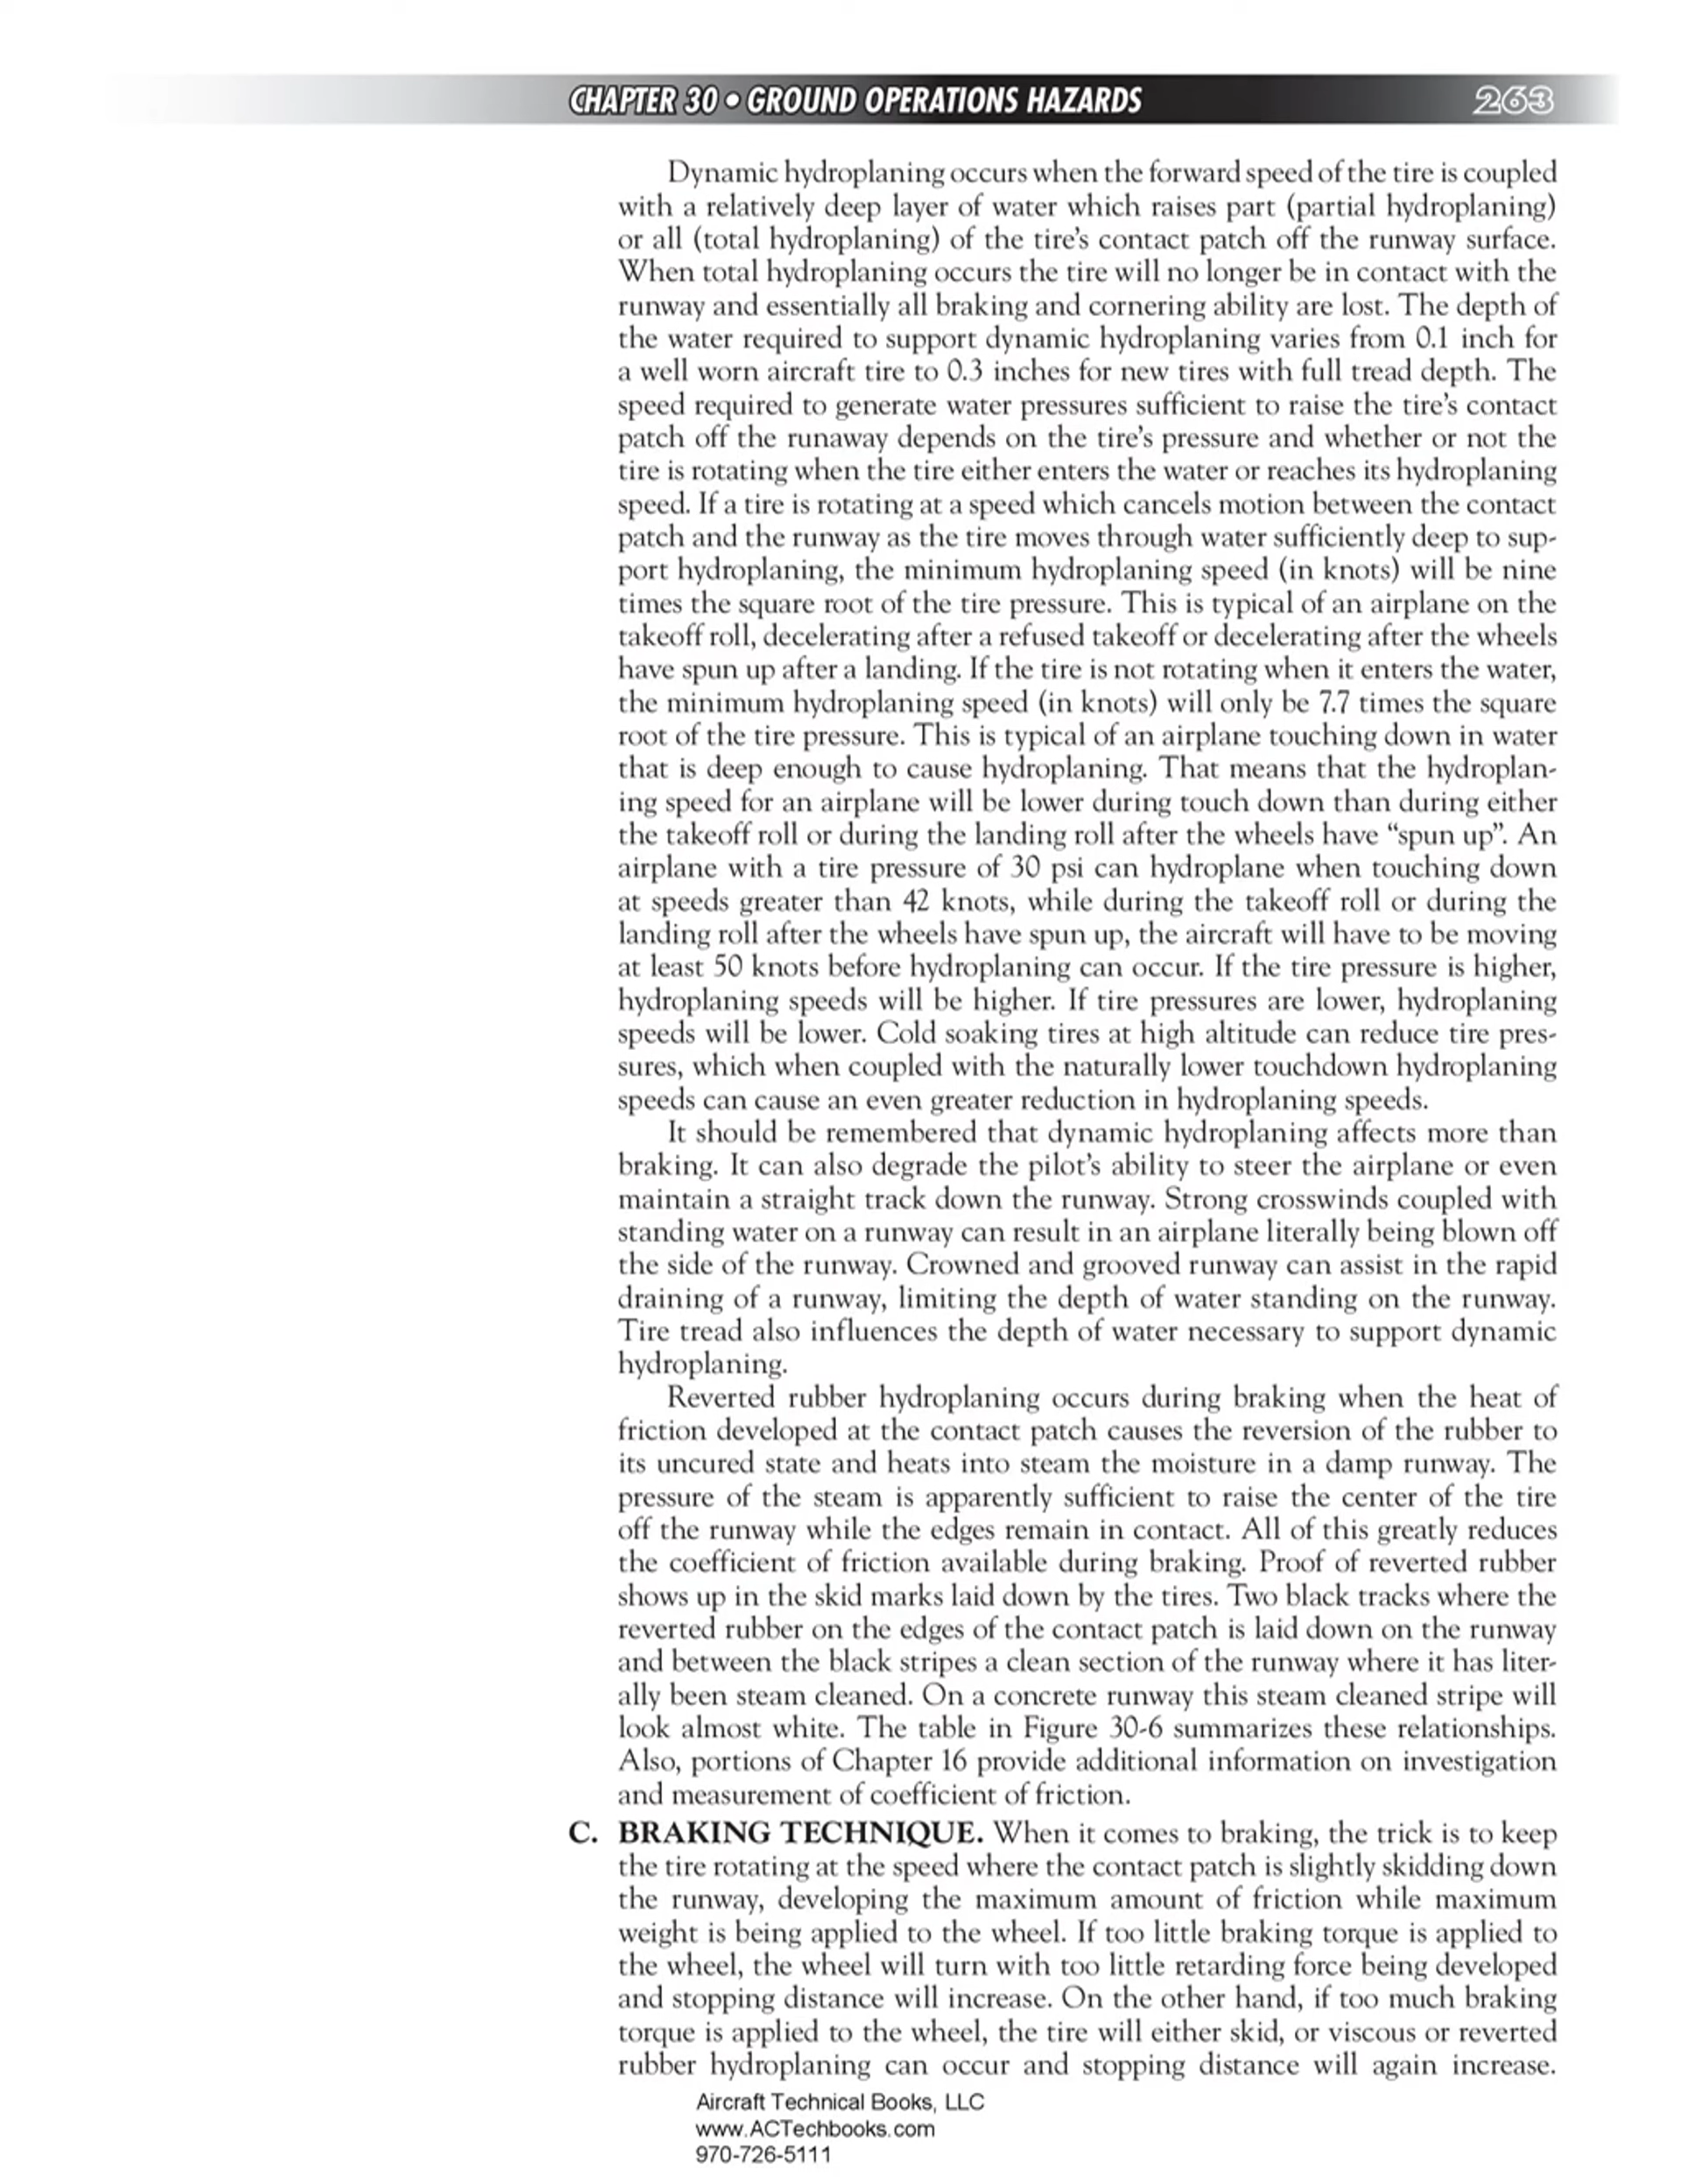 CHAPTER 30 • GROUND OPERATIONS HAZARDS 263
Dynamic hydroplaning occurs when the forward speed of the tire is coupled
with a relatively deep layer of water which raises part (partial hydroplaning)
or all (total hydroplaning) of the tire's contact patch off the runway surface.
When total hydroplaning occurs the tire will no longer be in contact with the
runway and essentially all braking and cornering ability are lost. The depth of
the water required to support dynamic hydroplaning varies from 0.1 inch for
a well worn aircraft tire to 0.3 inches for new tires with full tread depth. The
speed required to generate water pressures sufficient to raise the tire's contact
patch off the runaway depends on the tire's pressure and whether or not the
tire is rotating when the tire either enters the water or reaches its hydroplaning
speed. If a tire is rotating at a speed which cancels motion between the contact
patch and the runway as the tire moves through water sufficiently deep to sup-
port hydroplaning, the minimum hydroplaning speed (in knots) will be nine
times the square root of the tire pressure. This is typical of an airplane on the
takeoff roll, decelerating after a refused takeoff or decelerating after the wheels
have spun up after a landing. If the tire is not rotating when it enters the water,
the minimum hydroplaning speed (in knots) will only be 7.7 times the square
root of the tire pressure. This is typical of an airplane touching down in water
that is deep enough to cause hydroplaning. That means that the hydroplan-
ing speed for an airplane will be lower during touch down than during either
the takeoff roll or during the landing roll after the wheels have “spun up”. An
airplane with a tire pressure of 30 psi can hydroplane when touching down
at speeds greater than 42 knots, while during the takeoff roll or during the
landing roll after the wheels have spun up, the aircraft will have to be moving
at least 50 knots before hydroplaning can occur. If the tire pressure is higher,
hydroplaning speeds will be higher. If tire pressures are lower, hydroplaning
speeds will be lower. Cold soaking tires at high altitude can reduce tire pres-
sures, which when coupled with the naturally lower touchdown hydroplaning
speeds can cause an even greater reduction in hydroplaning speeds.
It should be remembered that dynamic hydroplaning affects more than
braking. It can also degrade the pilot's ability to steer the airplane or even
maintain a straight track down the runway. Strong crosswinds coupled with
standing water on a runway can result in an airplane literally being blown off
the side of the runway. Crowned and grooved runway can assist in the rapid
draining of a runway, limiting the depth of water standing on the runway.
Tire tread also influences the depth of water necessary to support dynamic
hydroplaning.
Reverted rubber hydroplaning occurs during braking when the heat of
friction developed at the contact patch causes the reversion of the rubber to
its uncured state and heats into steam the moisture in a damp runway. The
pressure of the steam is apparently sufficient to raise the center of the tire
off the runway while the edges remain in contact. All of this greatly reduces
the coefficient of friction available during braking. Proof of reverted rubber
shows up in the skid marks laid down by the tires. Two black tracks where the
reverted rubber on the edges of the contact patch is laid down on the runway
and between the black stripes a clean section of the runway where it has liter-
ally been steam cleaned. On a concrete runway this steam cleaned stripe will
look almost white. The table in Figure 30-6 summarizes these relationships.
Also, portions of Chapter 16 provide additional information on investigation
and measurement of coefficient of friction.
C. BRAKING TECHNIQUE. When it comes to braking, the trick is to keep
the tire rotating at the speed where the contact patch is slightly skidding down
the runway, developing the maximum amount of friction while maximum
weight is being applied to the wheel. If too little braking torque is applied to
the wheel, the wheel will turn with too little retarding force being developed
and stopping distance will increase. On the other hand, if too much braking
torque is applied to the wheel, the tire will either skid, or viscous or reverted
rubber hydroplaning can occur and stopping distance will again increase.
Aircraft Technical Books, LLC
www.ACTechbooks.com
970-726-5111